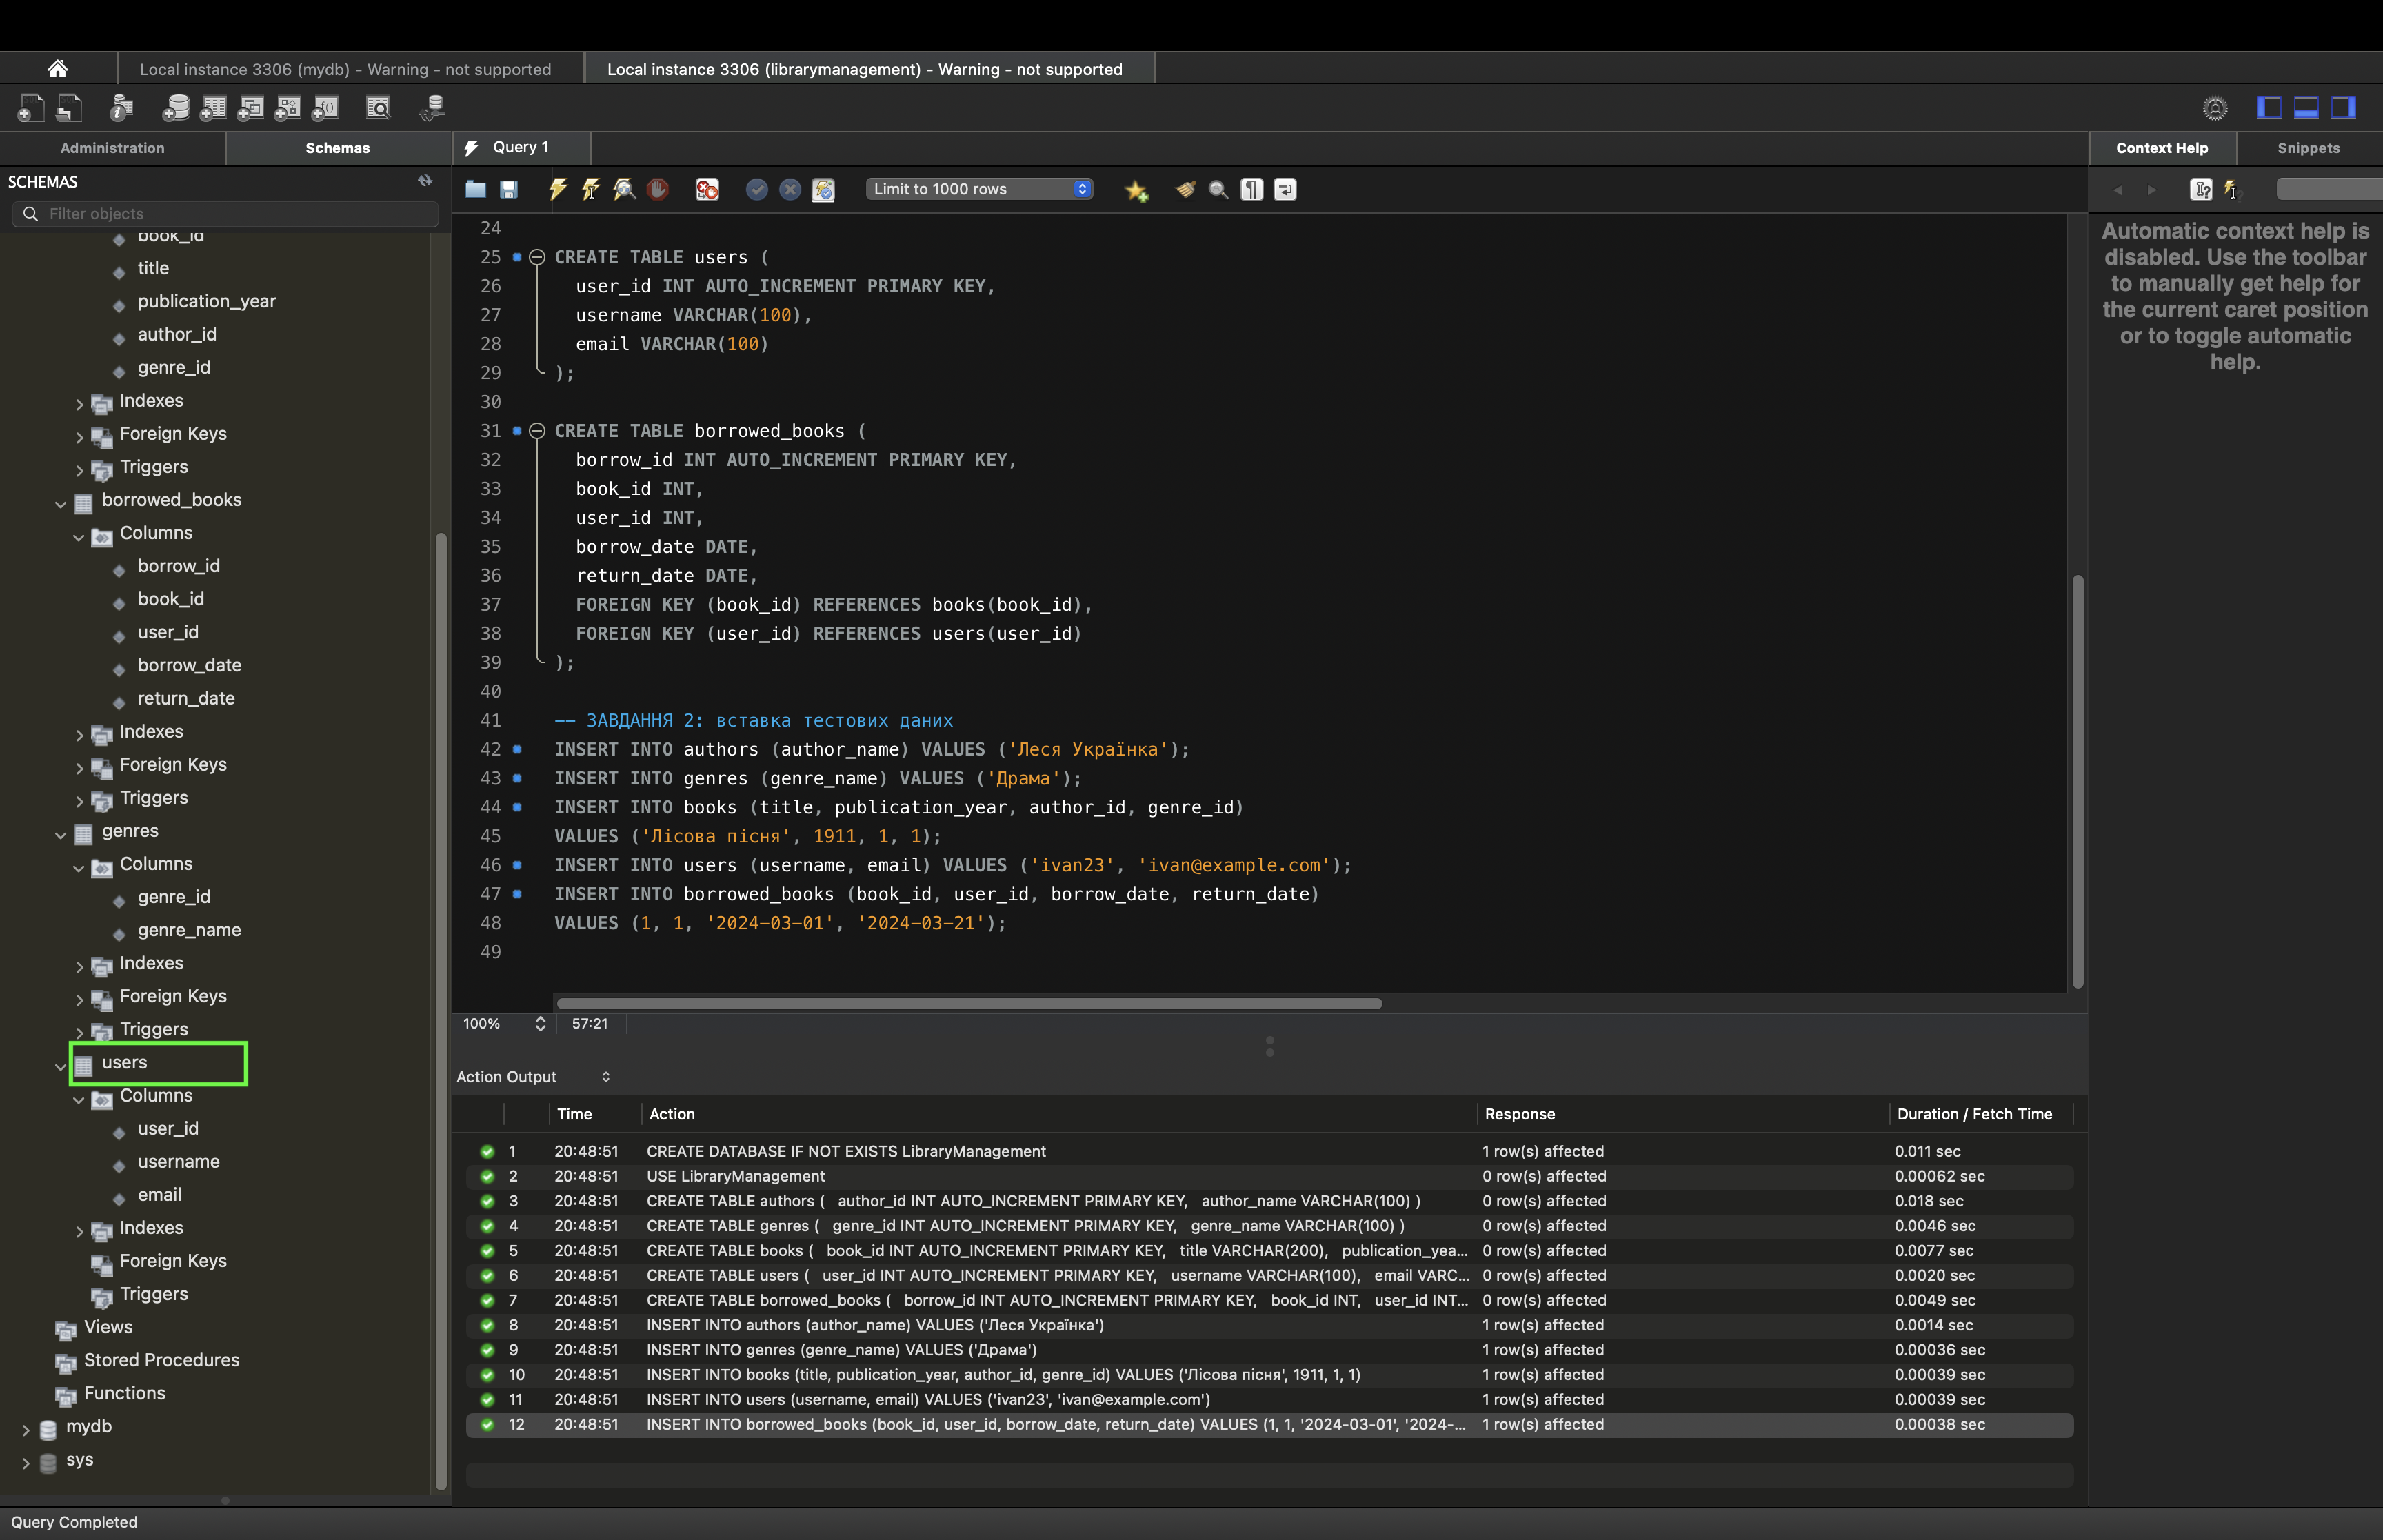 Local instance 3306 (mydb) - Warning - not supported
Local instance 3306 (librarymanagement) - Warning - not supported
Administration
Schemas
Query 1
Context Help
Snippets
SCHEMAS
Filter objects
Limit to 1000 rows
book_id
title
publication_year
author_id
genre_id
Indexes
Foreign Keys
Triggers
borrowed_books
Columns
borrow_id
book_id
user_id
borrow_date
return_date
Indexes
Foreign Keys
Triggers
genres
Columns
genre_id
genre_name
Indexes
Foreign Keys
Triggers
users
Columns
user_id
username
email
Indexes
Foreign Keys
Triggers
Views
Stored Procedures
Functions
mydb
sys
24
25 CREATE TABLE users (
26 user_id INT AUTO_INCREMENT PRIMARY KEY,
27 username VARCHAR(100),
28 email VARCHAR(100)
29 );
30
31 CREATE TABLE borrowed_books (
32 borrow_id INT AUTO_INCREMENT PRIMARY KEY,
33 book_id INT,
34 user_id INT,
35 borrow_date DATE,
36 return_date DATE,
37 FOREIGN KEY (book_id) REFERENCES books(book_id),
38 FOREIGN KEY (user_id) REFERENCES users(user_id)
39 );
40
41 -- ЗАВДАННЯ 2: вставка тестових даних
42 INSERT INTO authors (author_name) VALUES ('Леся Українка');
43 INSERT INTO genres (genre_name) VALUES ('Драма');
44 INSERT INTO books (title, publication_year, author_id, genre_id)
45 VALUES ('Лісова пісня', 1911, 1, 1);
46 INSERT INTO users (username, email) VALUES ('ivan23', 'ivan@example.com');
47 INSERT INTO borrowed_books (book_id, user_id, borrow_date, return_date)
48 VALUES (1, 1, '2024-03-01', '2024-03-21');
49
Automatic context help is
disabled. Use the toolbar
to manually get help for
the current caret position
or to toggle automatic
help.
100% 57:21
Action Output
Time Action Response Duration / Fetch Time
1 20:48:51 CREATE DATABASE IF NOT EXISTS LibraryManagement 1 row(s) affected 0.011 sec
2 20:48:51 USE LibraryManagement 0 row(s) affected 0.00062 sec
3 20:48:51 CREATE TABLE authors ( author_id INT AUTO_INCREMENT PRIMARY KEY, author_name VARCHAR(100) ) 0 row(s) affected 0.018 sec
4 20:48:51 CREATE TABLE genres ( genre_id INT AUTO_INCREMENT PRIMARY KEY, genre_name VARCHAR(100) ) 0 row(s) affected 0.0046 sec
5 20:48:51 CREATE TABLE books ( book_id INT AUTO_INCREMENT PRIMARY KEY, title VARCHAR(200), publication_yea... 0 row(s) affected 0.0077 sec
6 20:48:51 CREATE TABLE users ( user_id INT AUTO_INCREMENT PRIMARY KEY, username VARCHAR(100), email VARC... 0 row(s) affected 0.0020 sec
7 20:48:51 CREATE TABLE borrowed_books ( borrow_id INT AUTO_INCREMENT PRIMARY KEY, book_id INT, user_id INT... 0 row(s) affected 0.0049 sec
8 20:48:51 INSERT INTO authors (author_name) VALUES ('Леся Українка') 1 row(s) affected 0.0014 sec
9 20:48:51 INSERT INTO genres (genre_name) VALUES ('Драма') 1 row(s) affected 0.00036 sec
10 20:48:51 INSERT INTO books (title, publication_year, author_id, genre_id) VALUES ('Лісова пісня', 1911, 1, 1) 1 row(s) affected 0.00039 sec
11 20:48:51 INSERT INTO users (username, email) VALUES ('ivan23', 'ivan@example.com') 1 row(s) affected 0.00039 sec
12 20:48:51 INSERT INTO borrowed_books (book_id, user_id, borrow_date, return_date) VALUES (1, 1, '2024-03-01', '2024-... 1 row(s) affected 0.00038 sec
Query Completed